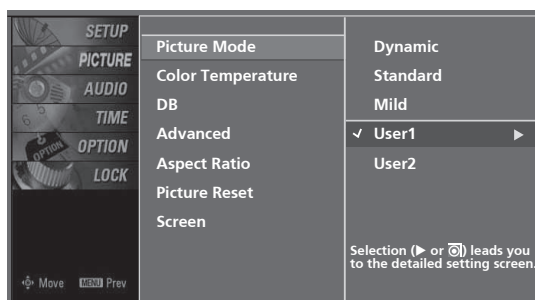 SETUP
PICTURE
AUDIO
TIME
OPTION
LOCK
Move MENU Prev
Picture Mode
Color Temperature
DB
Advanced
Aspect Ratio
Picture Reset
Screen
Dynamic
Standard
Mild
✓ User1 ▶
User2
Selection (▶ or ) leads you
to the detailed setting screen.